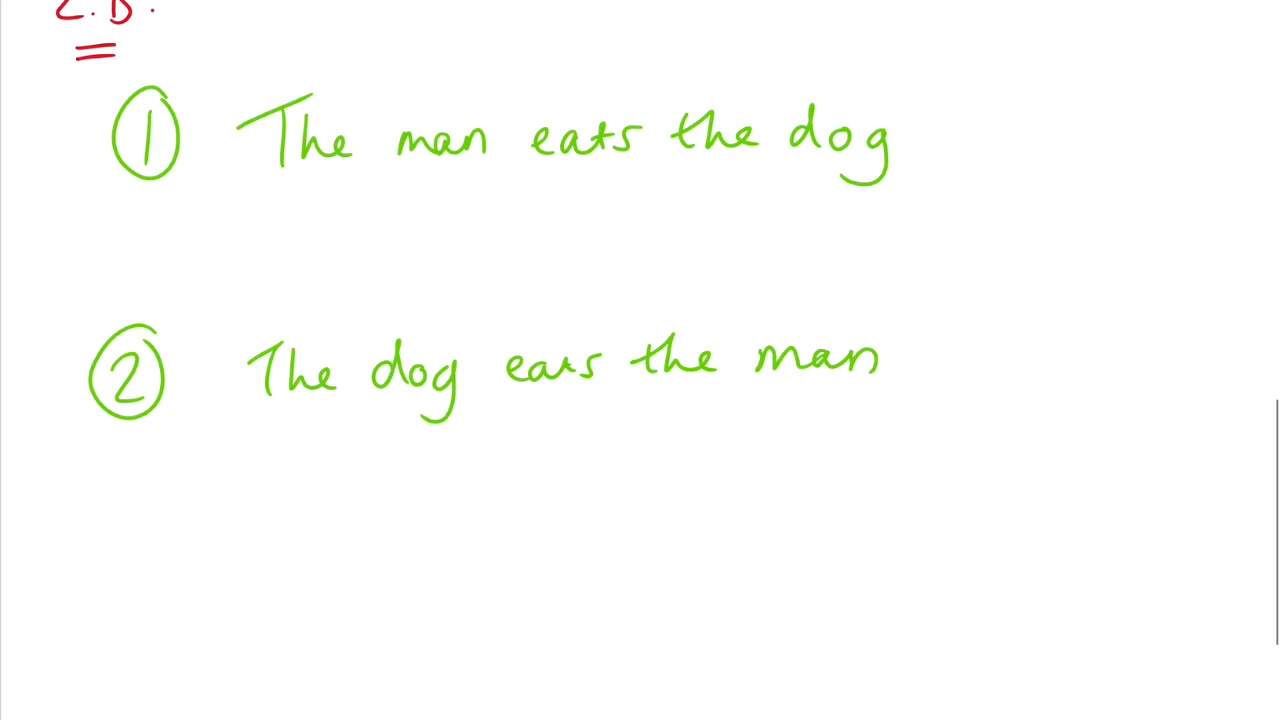 ① The man eats the dog
② The dog eats the man